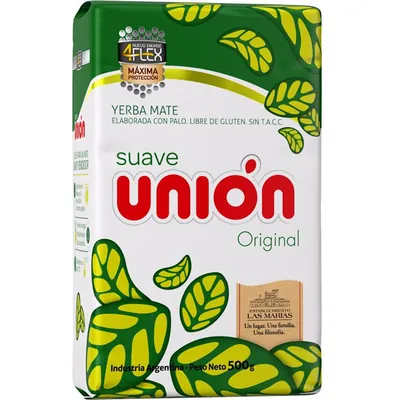 NUEVO ENVASE
4FLEX
MÁXIMA
PROTECCIÓN
YERBA MATE
ELABORADA CON PALO. LIBRE DE GLUTEN. SIN T.A.C.C.
suave
unión
Original
ESTABLECIMIENTO
LAS MARIAS
Un lugar. Una familia.
Una filosofía.
Industria Argentina - Peso Neto 500g